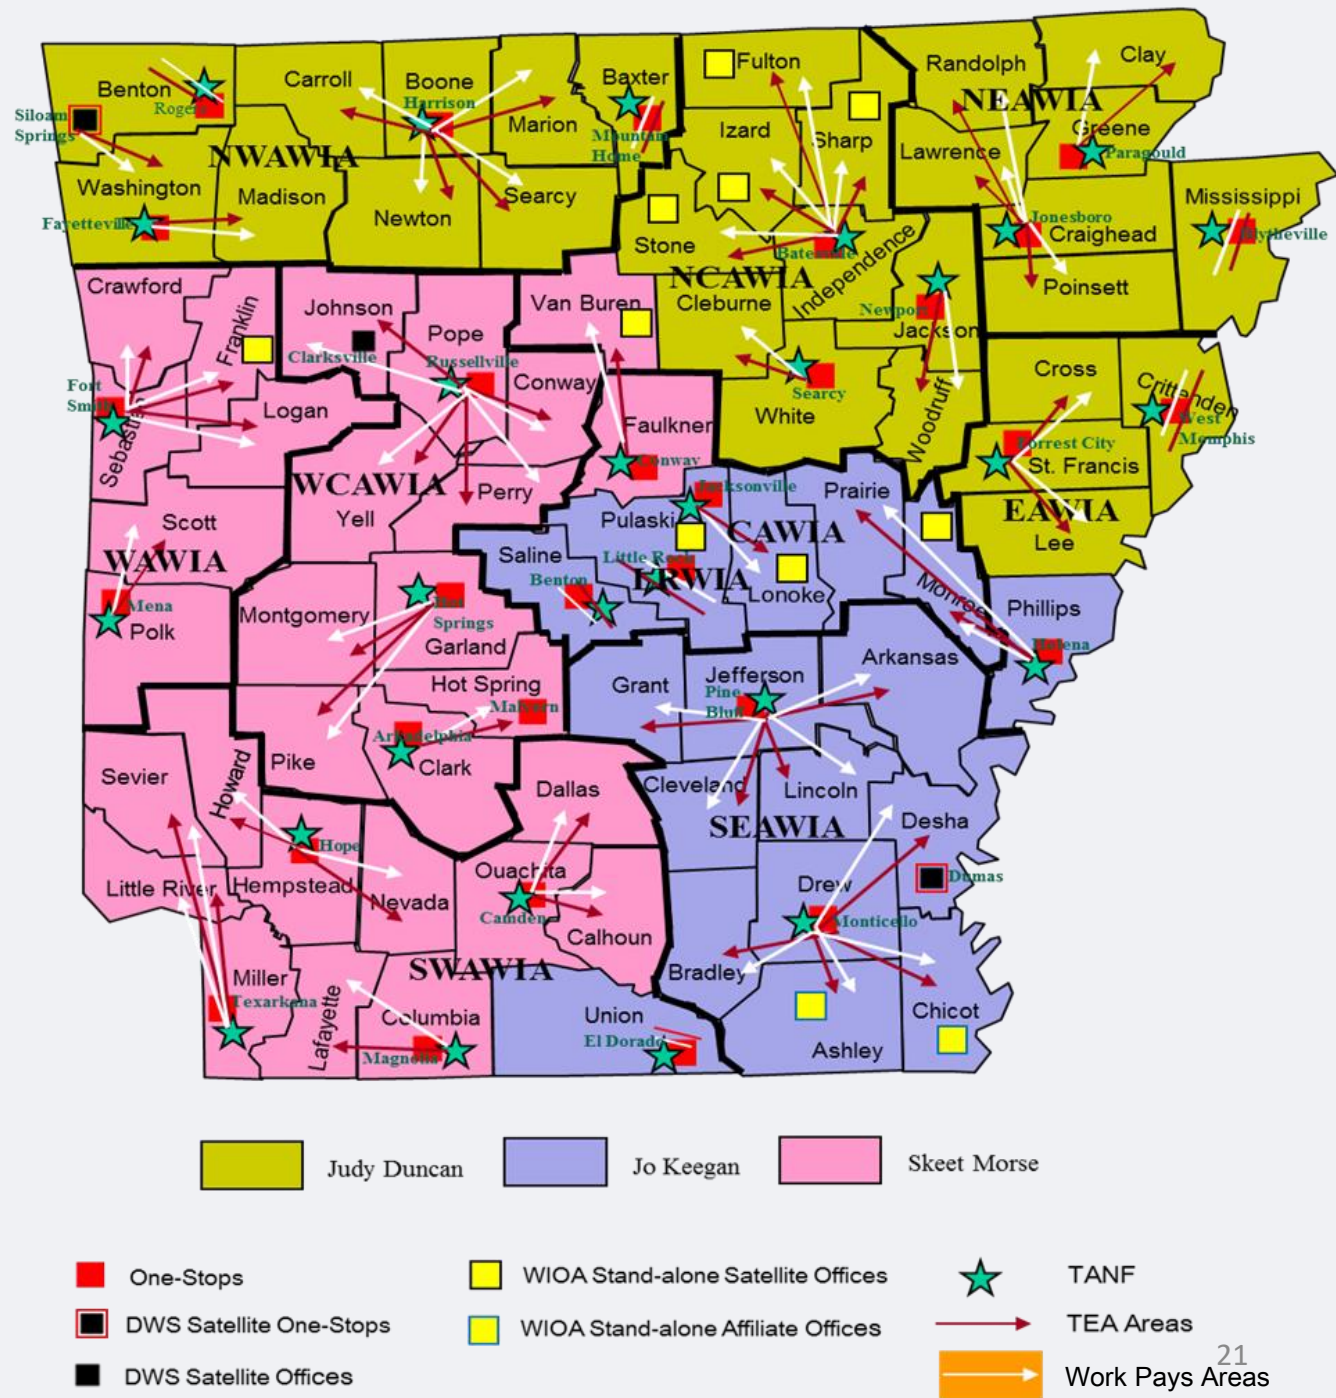 Benton
Rogers
Siloam
Springs
Carroll
Boone
Harrison
Marion
Baxter
Mountain
Home
Fulton
Izard
Sharp
Randolph
Clay
NEAWIA
Greene
Paragould
Lawrence
NWAWIA
Washington
Fayetteville
Madison
Newton
Searcy
Stone
Batesville
Independence
NCAWIA
Jonesboro
Craighead
Mississippi
Blytheville
Poinsett
Crawford
Franklin
Johnson
Clarksville
Pope
Russellville
Van Buren
Cleburne
Newport
Jackson
Cross
Crittenden
West
Memphis
Fort
Smith
Sebastian
Logan
Conway
Faulkner
Conway
Searcy
White
Woodruff
Forrest City
St. Francis
EAWIA
Lee
WCAWIA
Yell
Perry
Scott
WAWIA
Mena
Polk
Jacksonville
Pulaski
CAWIA
Prairie
Saline
Little Rock
LRWIA
Benton
Lonoke
Monroe
Phillips
Helena
Montgomery
Hot
Springs
Garland
Hot Spring
Malvern
Arkadelphia
Clark
Pike
Grant
Jefferson
Pine
Bluff
Arkansas
Sevier
Howard
Dallas
Cleveland
Lincoln
SEAWIA
Desha
Dumas
Hope
Hempstead
Little River
Nevada
Ouachita
Camden
Calhoun
Drew
Monticello
Bradley
SWAWIA
Miller
Texarkana
Lafayette
Columbia
Magnolia
Union
El Dorado
Ashley
Chicot
Judy Duncan
Jo Keegan
Skeet Morse
One-Stops
WIOA Stand-alone Satellite Offices
TANF
DWS Satellite One-Stops
WIOA Stand-alone Affiliate Offices
TEA Areas
DWS Satellite Offices
Work Pays Areas
21